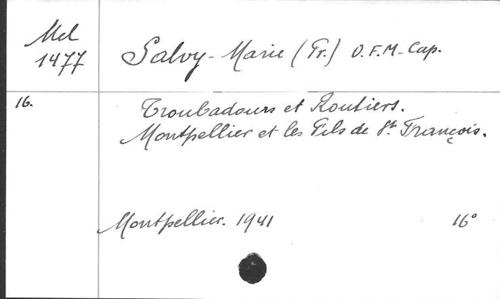 Mel
1477
Salvy-Marie (Fr.) O.F.M-Cap.
16.
Troubadours et Routiers.
Montpellier et les Fils de St François.
Montpellier. 1941
16°